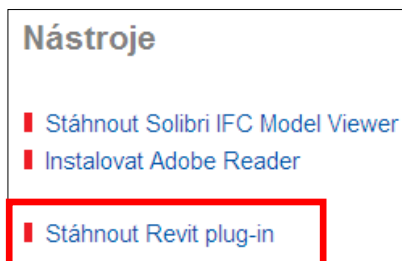 Nástroje
Stáhnout Solibri IFC Model Viewer
Instalovat Adobe Reader
Stáhnout Revit plug-in